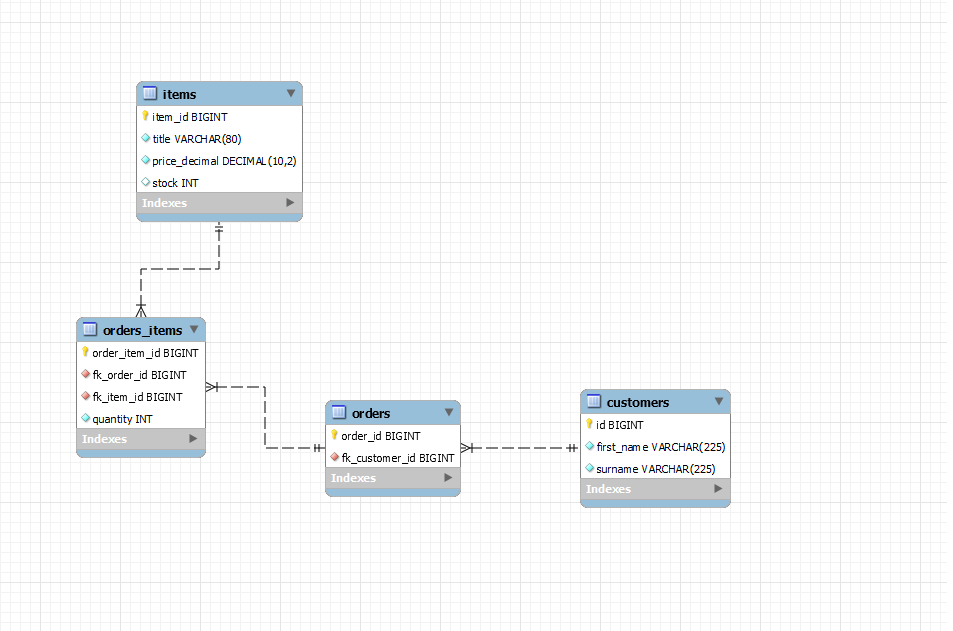 items
item_id BIGINT
title VARCHAR(80)
price_decimal DECIMAL(10,2)
stock INT
Indexes
orders_items
order_item_id BIGINT
fk_order_id BIGINT
fk_item_id BIGINT
quantity INT
Indexes
orders
order_id BIGINT
fk_customer_id BIGINT
Indexes
customers
id BIGINT
first_name VARCHAR(225)
surname VARCHAR(225)
Indexes